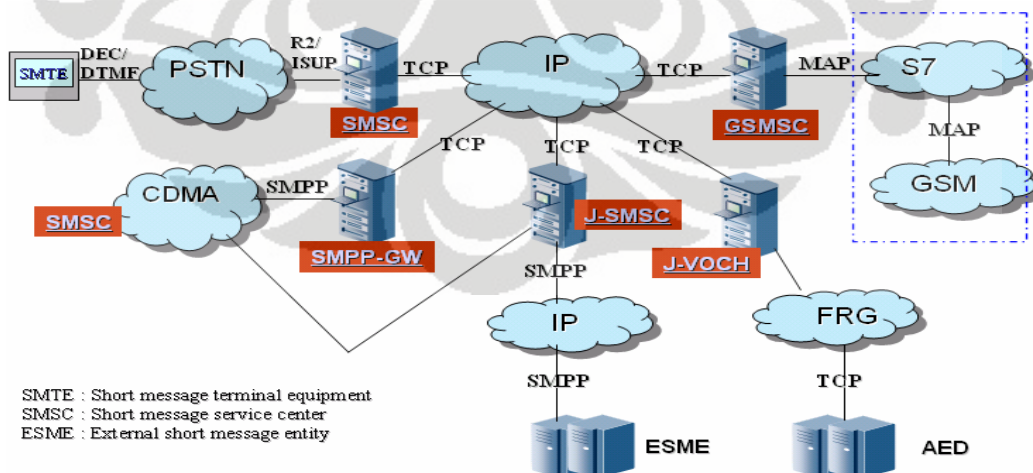 DEC/
DTMF
SMTE
PSTN
R2/
ISUP
TCP
IP
TCP
MAP
S7
SMSC
GSMSC
MAP
TCP
TCP
TCP
GSM
CDMA
SMPP
SMSC
J-SMSC
SMPP-GW
J-VOCH
SMPP
IP
FRG
SMPP
TCP
SMTE : Short message terminal equipment
SMSC : Short message service center
ESME : External short message entity
ESME
AED